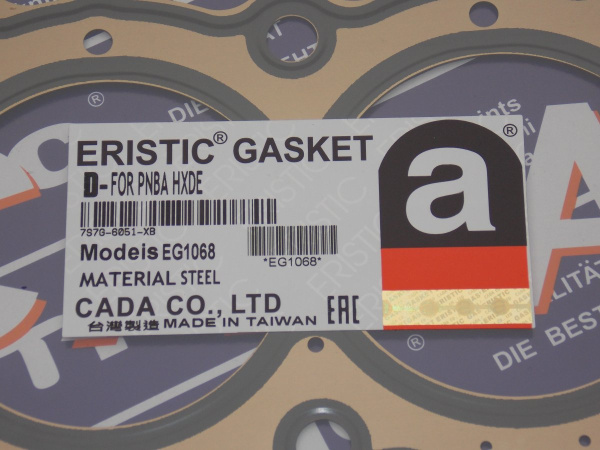 ERISTIC® GASKET
D-FOR PNBA HXDE
7S7G-6051-XB
Modeis EG1068
*EG1068*
MATERIAL STEEL
CADA CO., LTD
台灣製造 MADE IN TAIWAN
EAC
a
®
®
DIE
®
DIE BEST